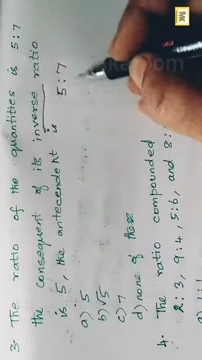 3. The ratio of the quantities is 5:7
the consequent of its inverse ratio
is 5, the antecendent is 5:7
a) 5
b) √5
c) 7
d) none of these
4. The ratio compounded
2:3, 9:4, 5:6, and 8: